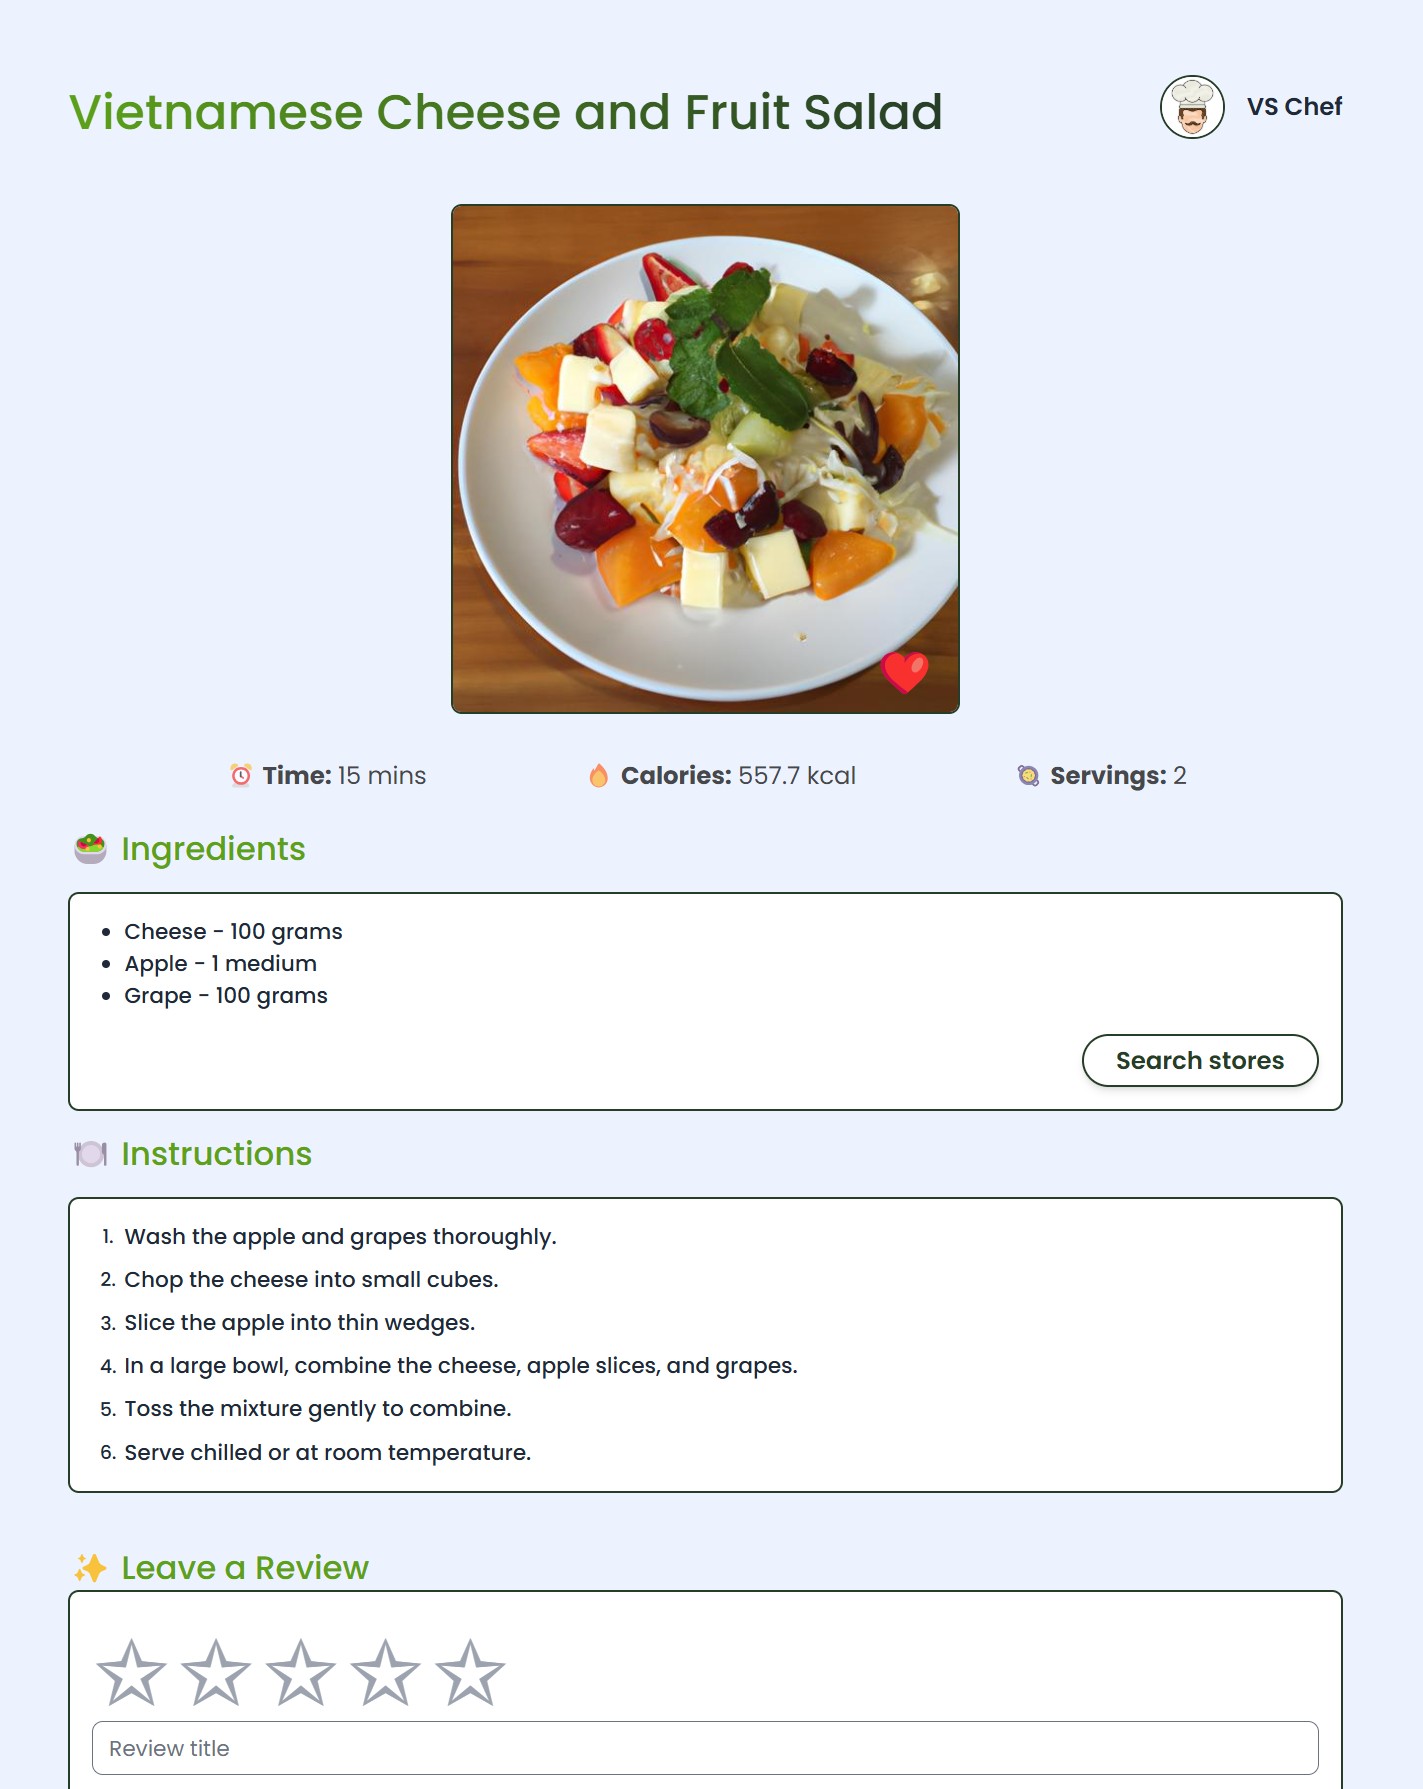 Vietnamese Cheese and Fruit Salad
VS Chef
Time: 15 mins
Calories: 557.7 kcal
Servings: 2
Ingredients
Cheese - 100 grams
Apple - 1 medium
Grape - 100 grams
Search stores
Instructions
1. Wash the apple and grapes thoroughly.
2. Chop the cheese into small cubes.
3. Slice the apple into thin wedges.
4. In a large bowl, combine the cheese, apple slices, and grapes.
5. Toss the mixture gently to combine.
6. Serve chilled or at room temperature.
Leave a Review
Review title